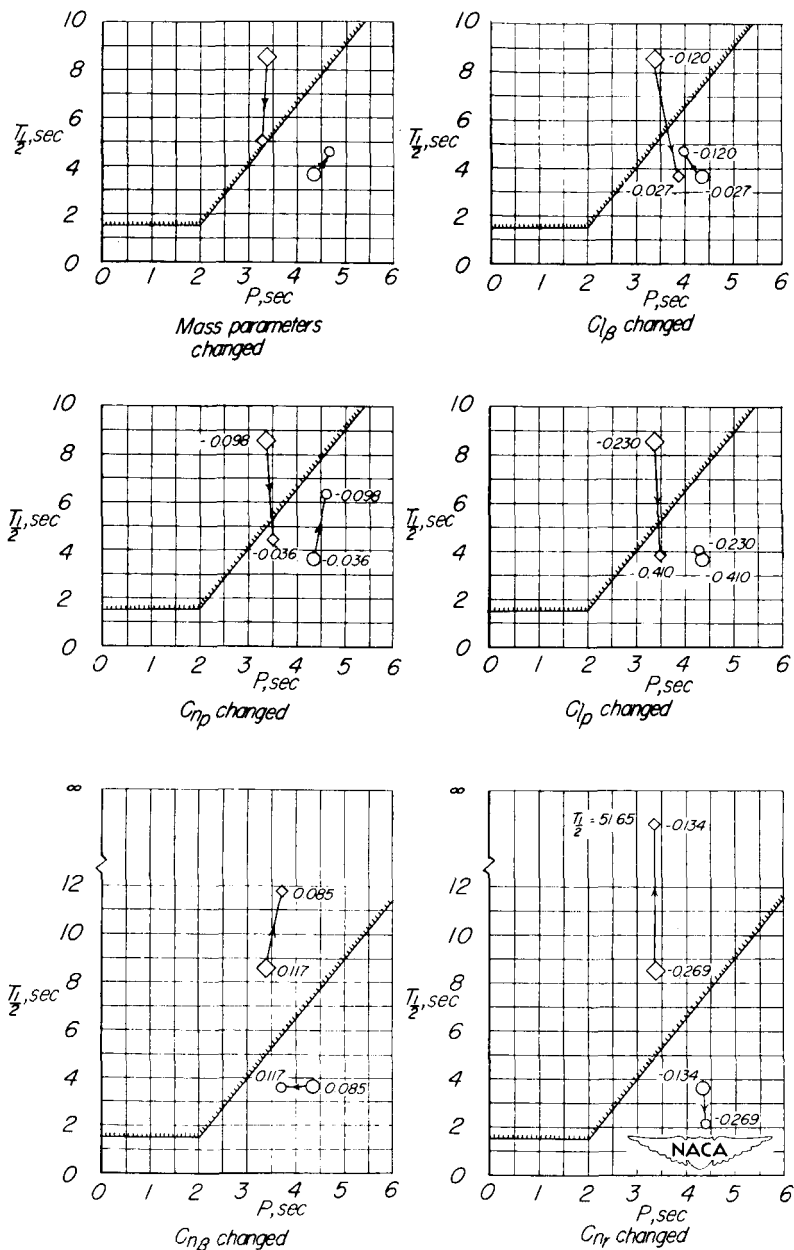 10
8
6
4
2
0
T½, sec
0 1 2 3 4 5 6
P, sec
Mass parameters
changed
10
8
6
4
2
0
T½, sec
-0.120
-0.120
-0.027
-0.027
0 1 2 3 4 5 6
P, sec
Clβ changed
10
8
6
4
2
0
T½, sec
-0.098
-0.098
-0.036
-0.036
0 1 2 3 4 5 6
P, sec
Cnp changed
10
8
6
4
2
0
T½, sec
-0.230
-0.230
-0.410
-0.410
0 1 2 3 4 5 6
P, sec
Clp changed
∞
12
10
8
6
4
2
0
T½, sec
0.085
0.117
0.117
0.085
0 1 2 3 4 5 6
P, sec
Cnβ changed
∞
12
10
8
6
4
2
0
T½, sec
T½ = 51.65
-0.134
-0.269
-0.134
-0.269
NACA
0 1 2 3 4 5 6
P, sec
Cnr changed